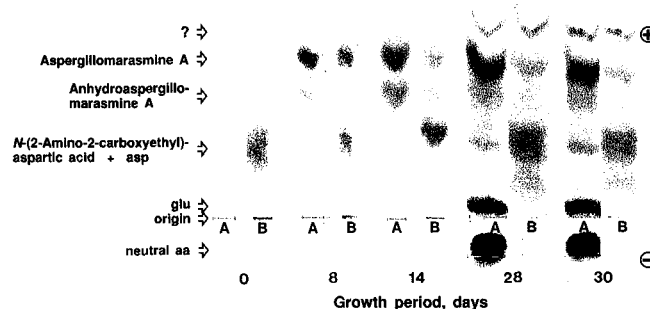 ?
Aspergillomarasmine A
Anhydroaspergillo-
marasmine A
N-(2-Amino-2-carboxyethyl)-
aspartic acid + asp
glu
origin
neutral aa
+
−
A B A B A B A B A B
0 8 14 28 30
Growth period, days